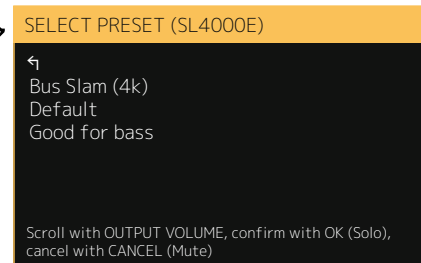 SELECT PRESET (SL4000E)
Bus Slam (4k)
Default
Good for bass
Scroll with OUTPUT VOLUME, confirm with OK (Solo),
cancel with CANCEL (Mute)